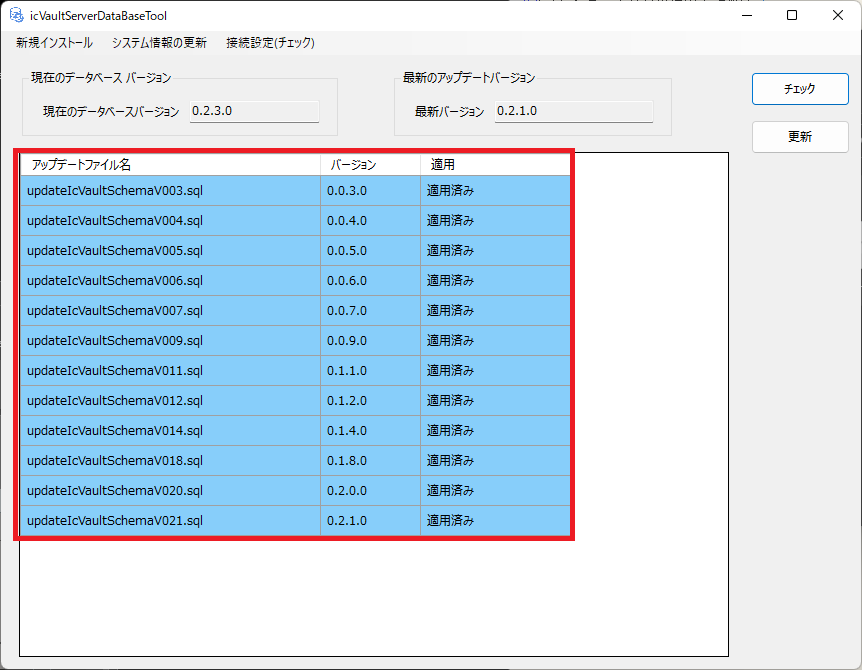 icVaultServerDataBaseTool
新規インストール システム情報の更新 接続設定(チェック)
現在のデータベース バージョン
現在のデータベースバージョン 0.2.3.0
最新のアップデートバージョン
最新バージョン 0.2.1.0
チェック
更新
アップデートファイル名 バージョン 適用
updateIcVaultSchemaV003.sql 0.0.3.0 適用済み
updateIcVaultSchemaV004.sql 0.0.4.0 適用済み
updateIcVaultSchemaV005.sql 0.0.5.0 適用済み
updateIcVaultSchemaV006.sql 0.0.6.0 適用済み
updateIcVaultSchemaV007.sql 0.0.7.0 適用済み
updateIcVaultSchemaV009.sql 0.0.9.0 適用済み
updateIcVaultSchemaV011.sql 0.1.1.0 適用済み
updateIcVaultSchemaV012.sql 0.1.2.0 適用済み
updateIcVaultSchemaV014.sql 0.1.4.0 適用済み
updateIcVaultSchemaV018.sql 0.1.8.0 適用済み
updateIcVaultSchemaV020.sql 0.2.0.0 適用済み
updateIcVaultSchemaV021.sql 0.2.1.0 適用済み